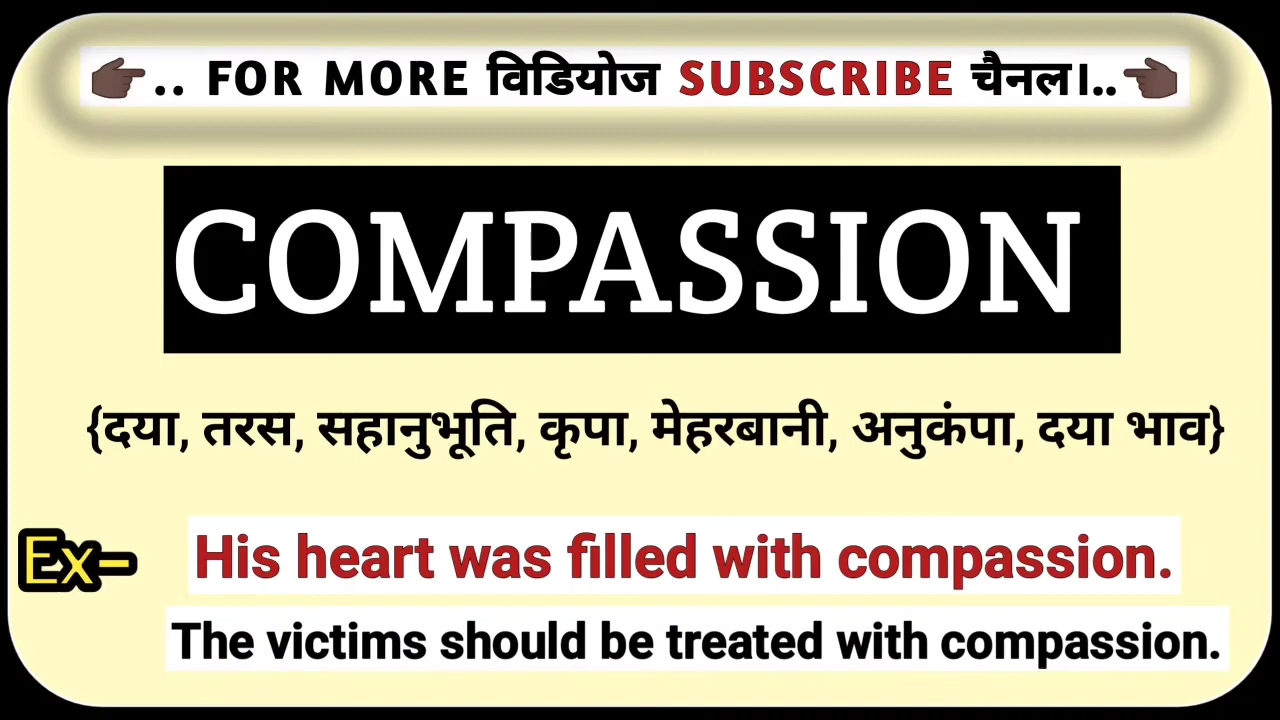 👉🏿.. FOR MORE विडियोज SUBSCRIBE चैनल।..👈🏿
COMPASSION
{दया, तरस, सहानुभूति, कृपा, मेहरबानी, अनुकंपा, दया भाव}
Ex- His heart was filled with compassion.
The victims should be treated with compassion.